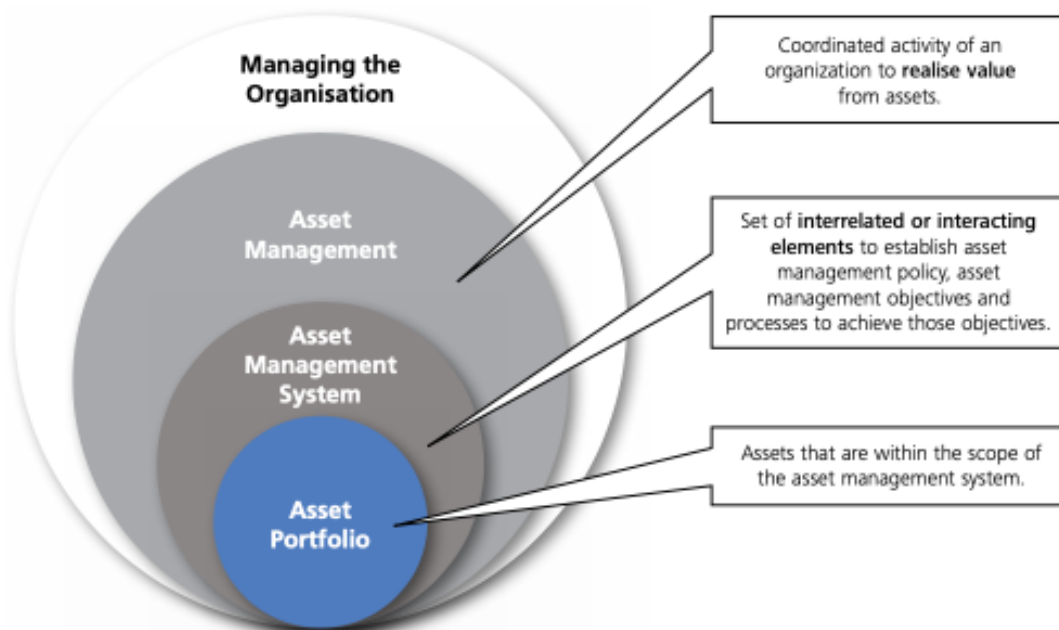 Managing the
Organisation
Asset
Management
Asset
Management
System
Asset
Portfolio
Coordinated activity of an
organization to realise value
from assets.
Set of interrelated or interacting
elements to establish asset
management policy, asset
management objectives and
processes to achieve those objectives.
Assets that are within the scope of
the asset management system.